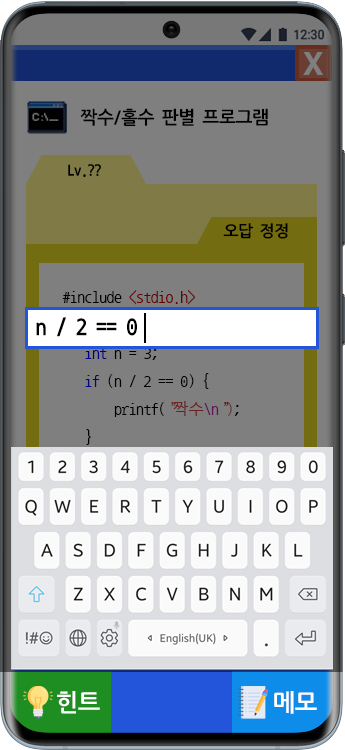 12:30
X
C:\__
짝수/홀수 판별 프로그램
Lv.??
오답 정정
#include <stdio.h>
n / 2 == 0
int n = 3;
if (n / 2 == 0) {
printf( "짝수\n ");
}
1 2 3 4 5 6 7 8 9 0
Q W E R T Y U I O P
A S D F G H J K L
Z X C V B N M
!#☺ English(UK) .
힌트 메모